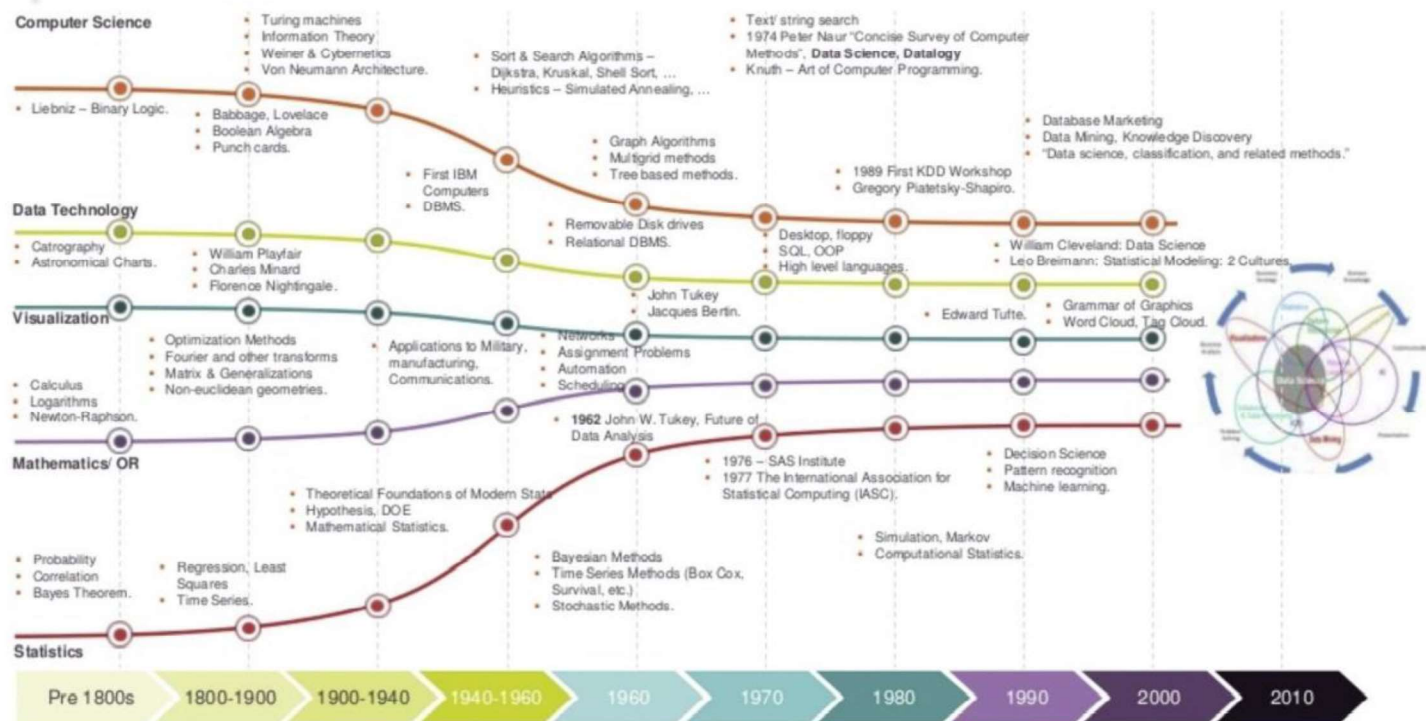 Computer Science
Turing machines
Information Theory
Weiner & Cybernetics
Von Neumann Architecture.
Text/ string search
1974 Peter Naur "Concise Survey of Computer
Methods", Data Science, Datalogy
Knuth – Art of Computer Programming.
Sort & Search Algorithms –
Dijkstra, Kruskal, Shell Sort, ...
Heuristics – Simulated Annealing, ...
Liebniz – Binary Logic.
Babbage, Lovelace
Boolean Algebra
Punch cards.
Database Marketing
Data Mining, Knowledge Discovery
"Data science, classification, and related methods."
Graph Algorithms
Multigrid methods
Tree based methods.
First IBM
Computers
DBMS.
1989 First KDD Workshop
Gregory Piatetsky-Shapiro.
Data Technology
Removable Disk drives
Relational DBMS.
Desktop, floppy
SQL, OOP
High level languages.
William Cleveland: Data Science
Leo Breimann: Statistical Modeling: 2 Cultures
Catrography
Astronomical Charts.
William Playfair
Charles Minard
Florence Nightingale.
John Tukey
Jacques Bertin.
Edward Tufte.
Grammar of Graphics
Word Cloud, Tag Cloud.
Visualization
Optimization Methods
Fourier and other transforms
Matrix & Generalizations
Non-euclidean geometries.
Applications to Military,
manufacturing,
Communications.
Networks
Assignment Problems
Automation
Scheduling
Calculus
Logarithms
Newton-Raphson.
1962 John W. Tukey, Future of
Data Analysis
Mathematics/ OR
1976 – SAS Institute
1977 The International Association for
Statistical Computing (IASC).
Decision Science
Pattern recognition
Machine learning.
Theoretical Foundations of Modern Stats
Hypothesis, DOE
Mathematical Statistics.
Simulation, Markov
Computational Statistics.
Probability
Correlation
Bayes Theorem.
Regression, Least
Squares
Time Series.
Bayesian Methods
Time Series Methods (Box Cox,
Survival, etc.)
Stochastic Methods.
Statistics
Data Science
Data Mining
Visualization
Pre 1800s
1800-1900
1900-1940
1940-1960
1960
1970
1980
1990
2000
2010